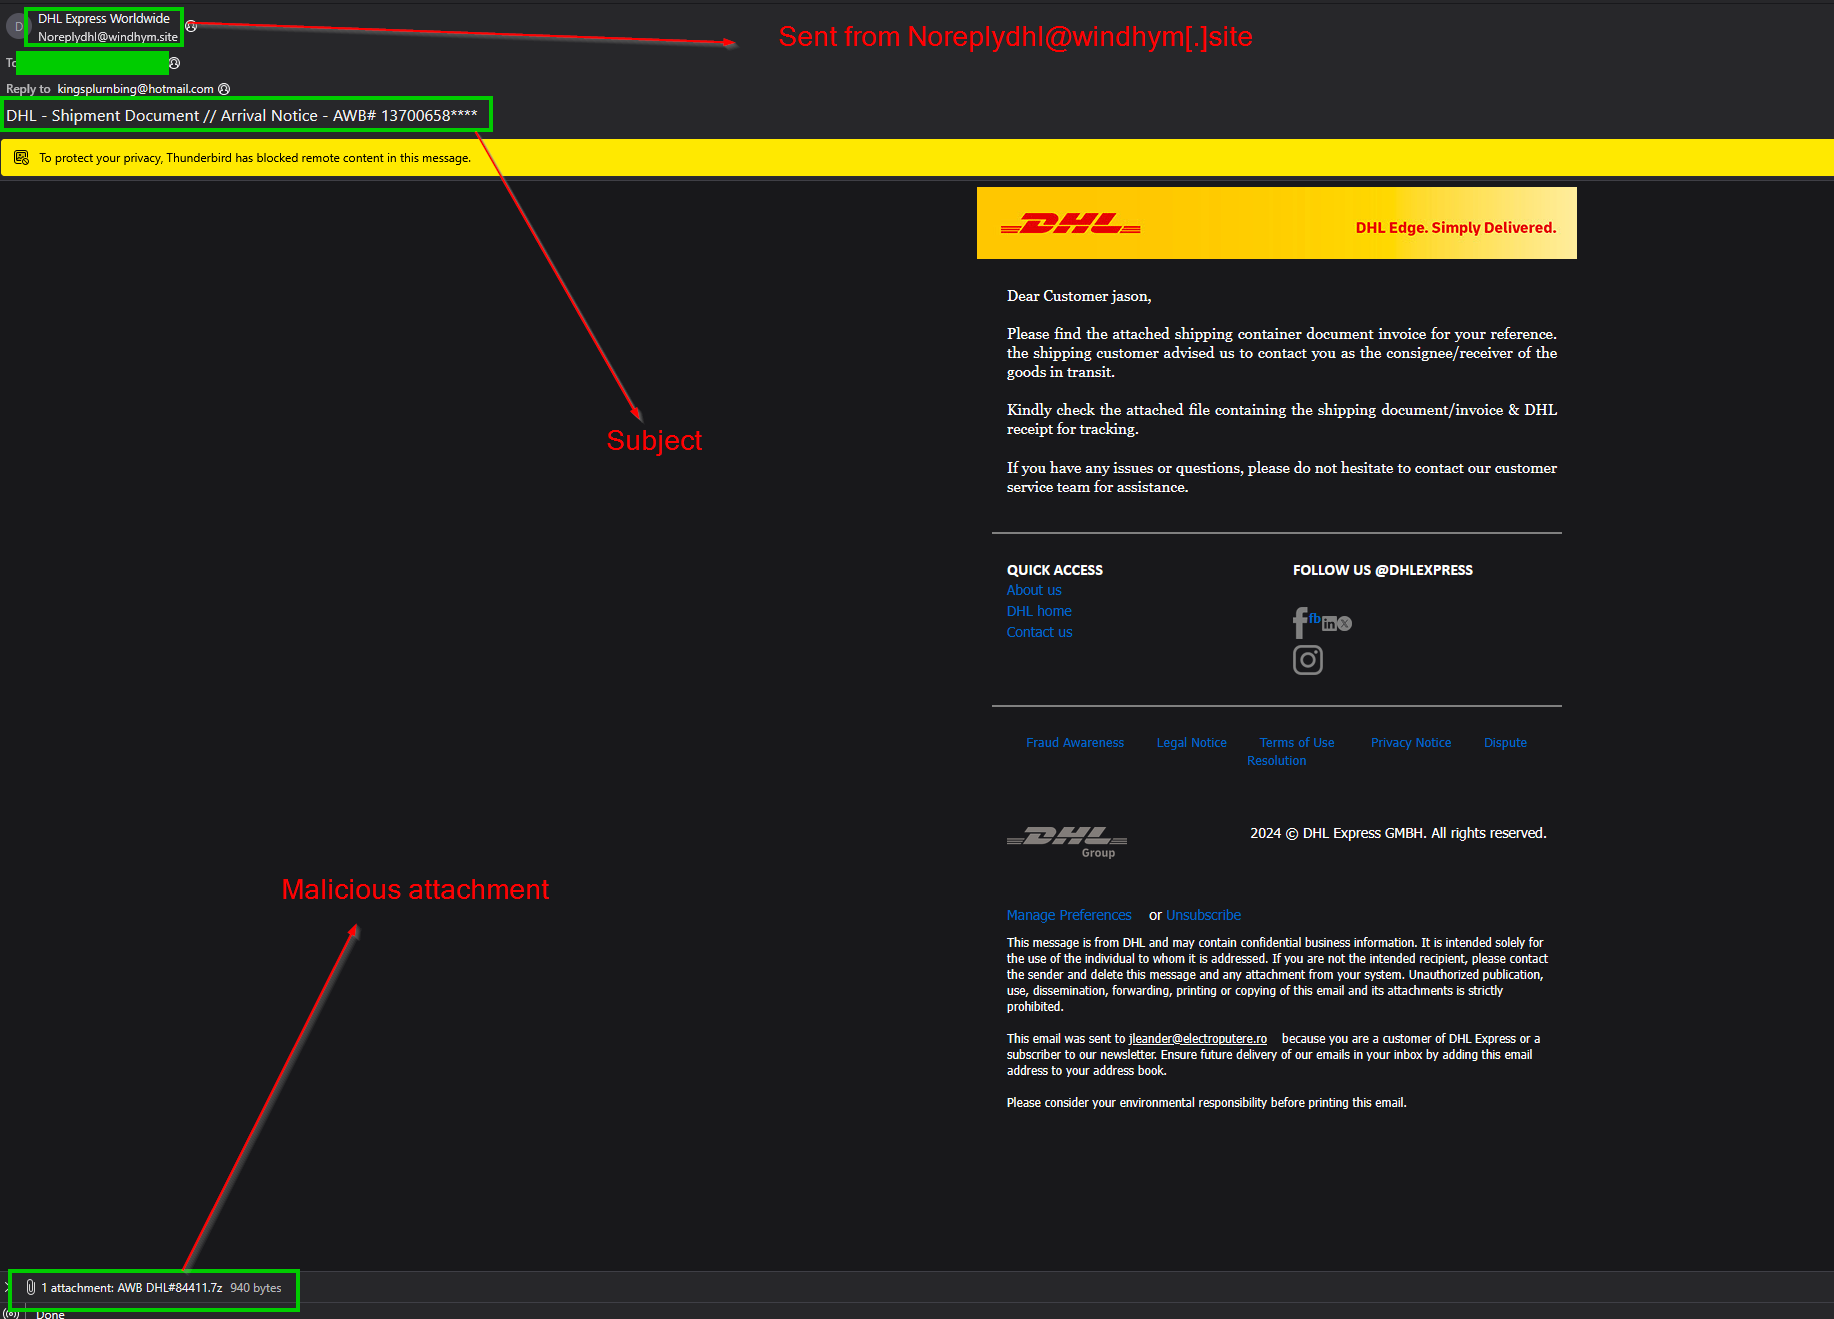 D
DHL Express Worldwide
Noreplydhl@windhym.site
Sent from Noreplydhl@windhym[.]site
To
Reply to kingsplurnbing@hotmail.com
DHL - Shipment Document // Arrival Notice - AWB# 13700658****
To protect your privacy, Thunderbird has blocked remote content in this message.
DHL
DHL Edge. Simply Delivered.
Dear Customer jason,
Please find the attached shipping container document invoice for your reference.
the shipping customer advised us to contact you as the consignee/receiver of the
goods in transit.
Kindly check the attached file containing the shipping document/invoice & DHL
receipt for tracking.
Subject
If you have any issues or questions, please do not hesitate to contact our customer
service team for assistance.
QUICK ACCESS
About us
DHL home
Contact us
FOLLOW US @DHLEXPRESS
fb
Fraud Awareness Legal Notice Terms of Use Privacy Notice Dispute
Resolution
DHL
Group
2024 © DHL Express GMBH. All rights reserved.
Malicious attachment
Manage Preferences or Unsubscribe
This message is from DHL and may contain confidential business information. It is intended solely for
the use of the individual to whom it is addressed. If you are not the intended recipient, please contact
the sender and delete this message and any attachment from your system. Unauthorized publication,
use, dissemination, forwarding, printing or copying of this email and its attachments is strictly
prohibited.
This email was sent to jleander@electroputere.ro because you are a customer of DHL Express or a
subscriber to our newsletter. Ensure future delivery of our emails in your inbox by adding this email
address to your address book.
Please consider your environmental responsibility before printing this email.
1 attachment: AWB DHL#84411.7z 940 bytes
Done